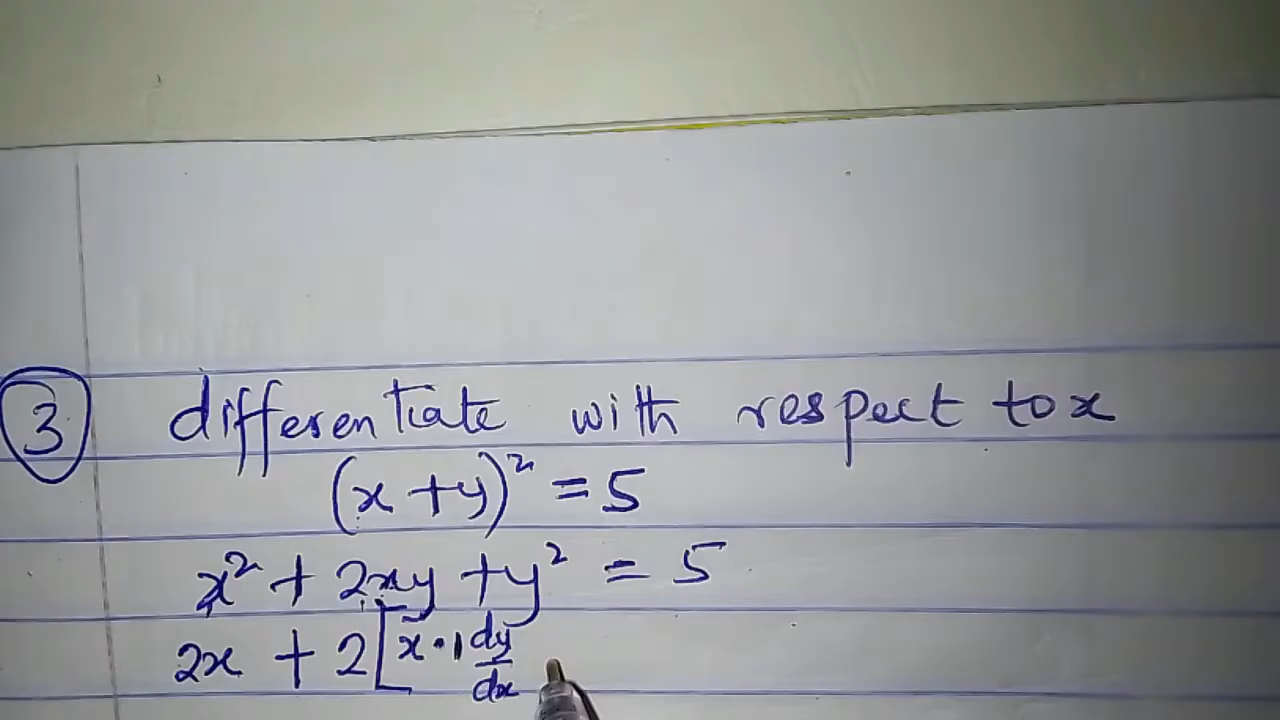 3 differentiate with respect to x
(x+y)² = 5
x² + 2xy + y² = 5
2x + 2[x·1 dy/dx